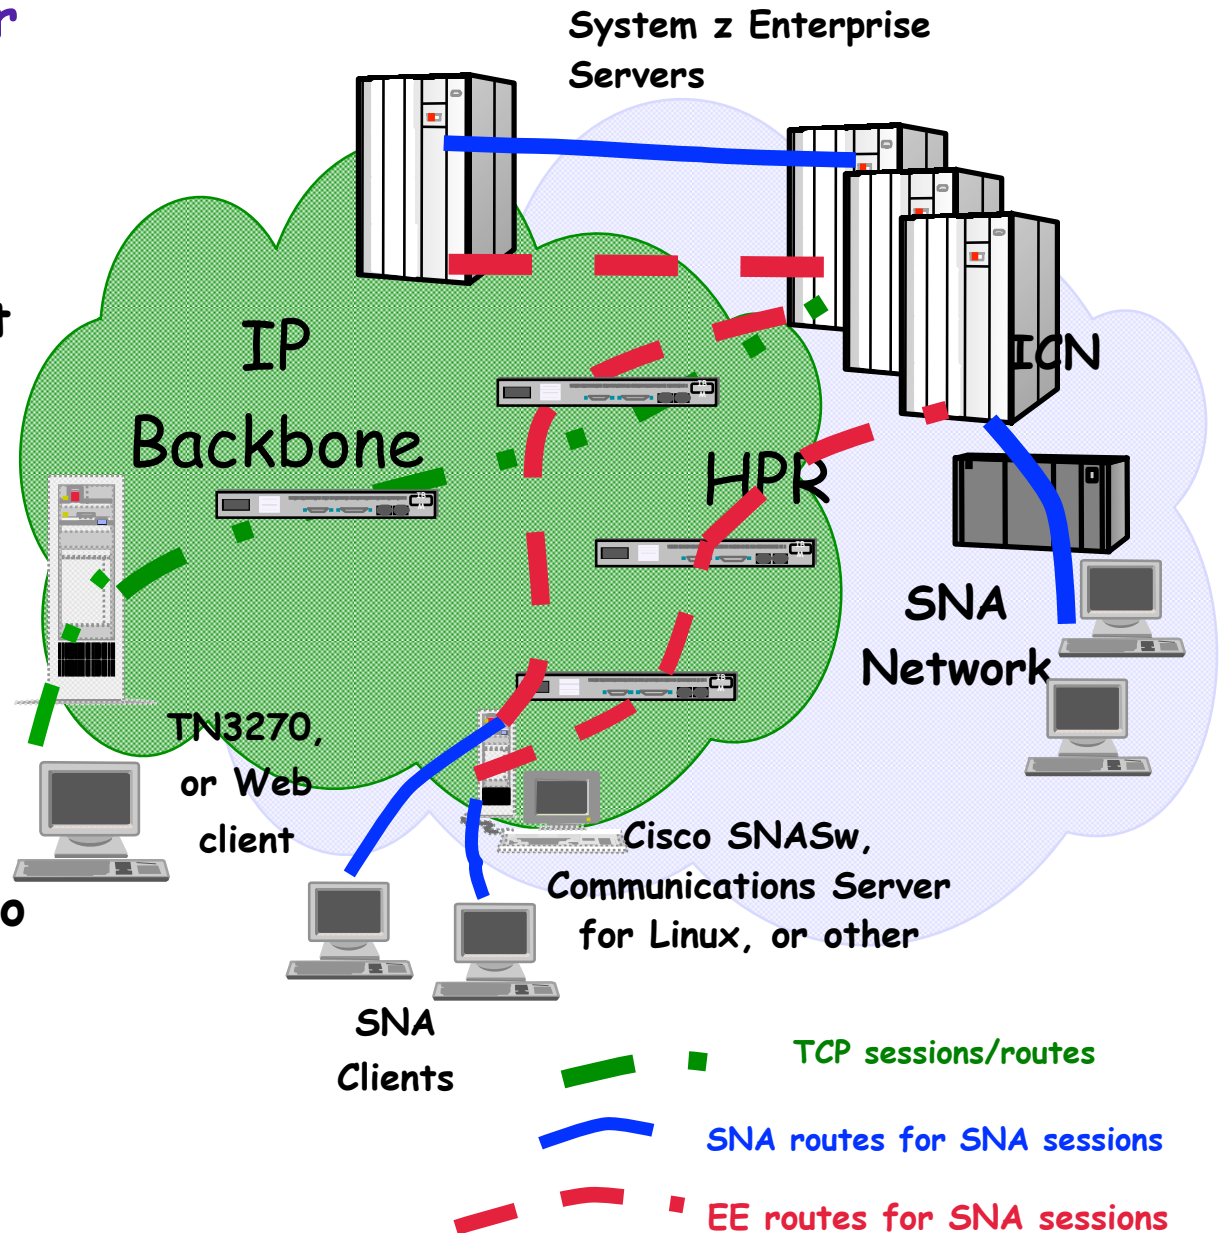 r
System z Enterprise
Servers
t
IP
Backbone
ICN
HPR
SNA
Network
TN3270,
or Web
client
Cisco SNASw,
Communications Server
for Linux, or other
o
SNA
Clients
TCP sessions/routes
SNA routes for SNA sessions
EE routes for SNA sessions